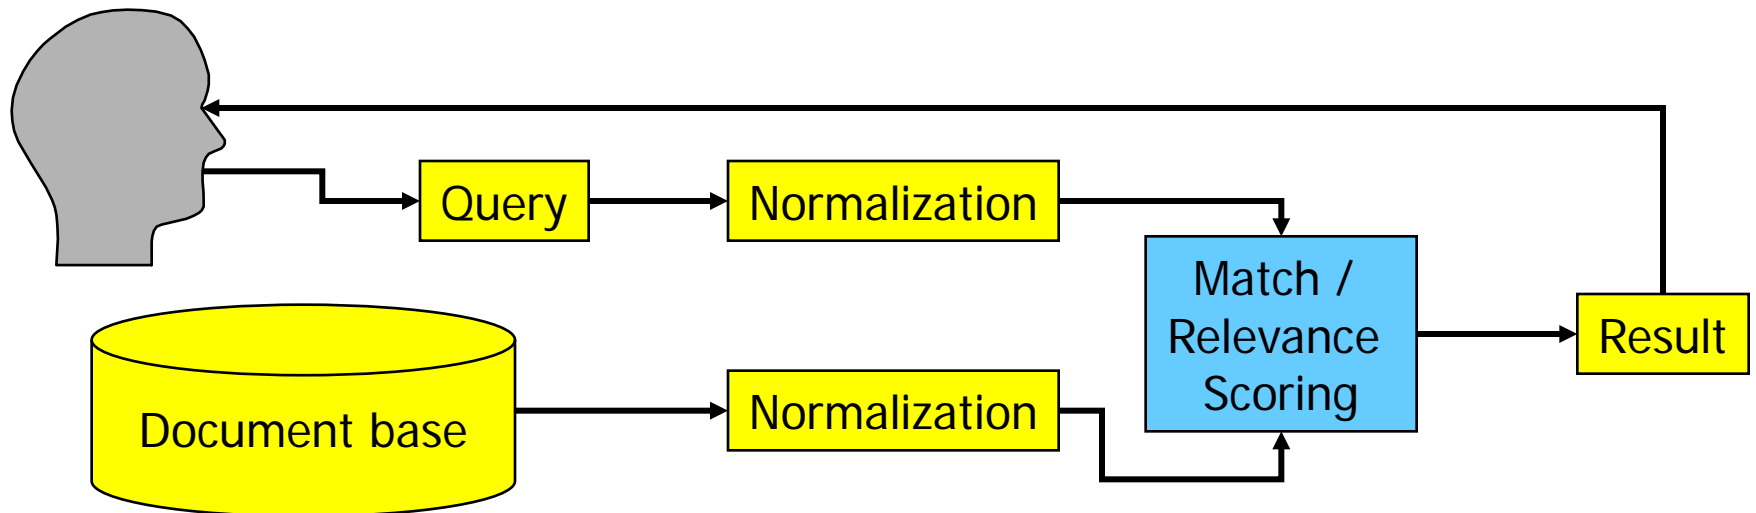 Query
Normalization
Match /
Relevance
Scoring
Result
Document base
Normalization